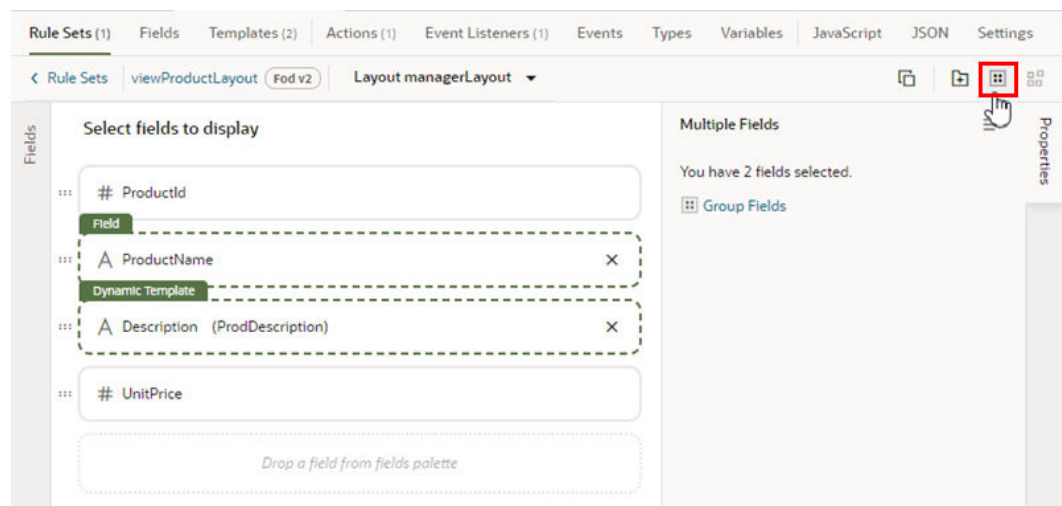 Rule Sets (1) Fields Templates (2) Actions (1) Event Listeners (1) Events Types Variables JavaScript JSON Settings
Rule Sets viewProductLayout Fod v2 Layout managerLayout
Fields
Select fields to display
# ProductId
Field
A ProductName
Dynamic Template
A Description (ProdDescription)
# UnitPrice
Drop a field from fields palette
Multiple Fields
You have 2 fields selected.
Group Fields
Properties